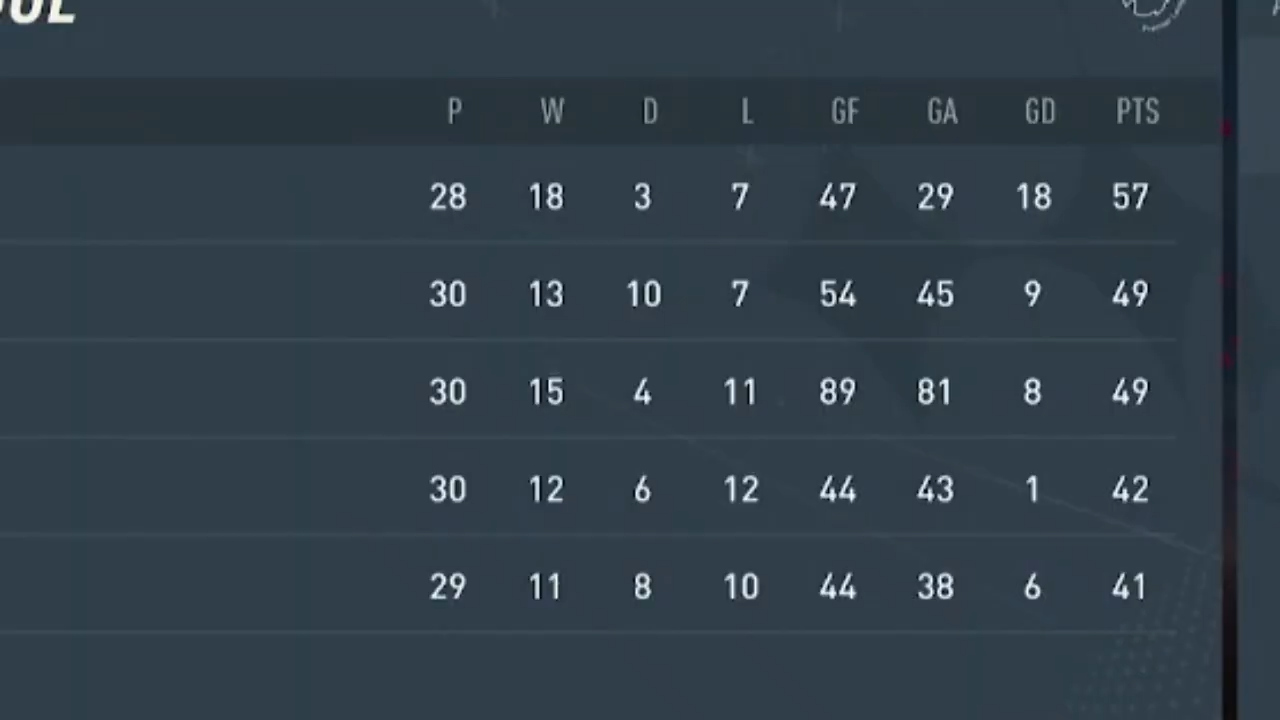 P W D L GF GA GD PTS
28 18 3 7 47 29 18 57
30 13 10 7 54 45 9 49
30 15 4 11 89 81 8 49
30 12 6 12 44 43 1 42
29 11 8 10 44 38 6 41